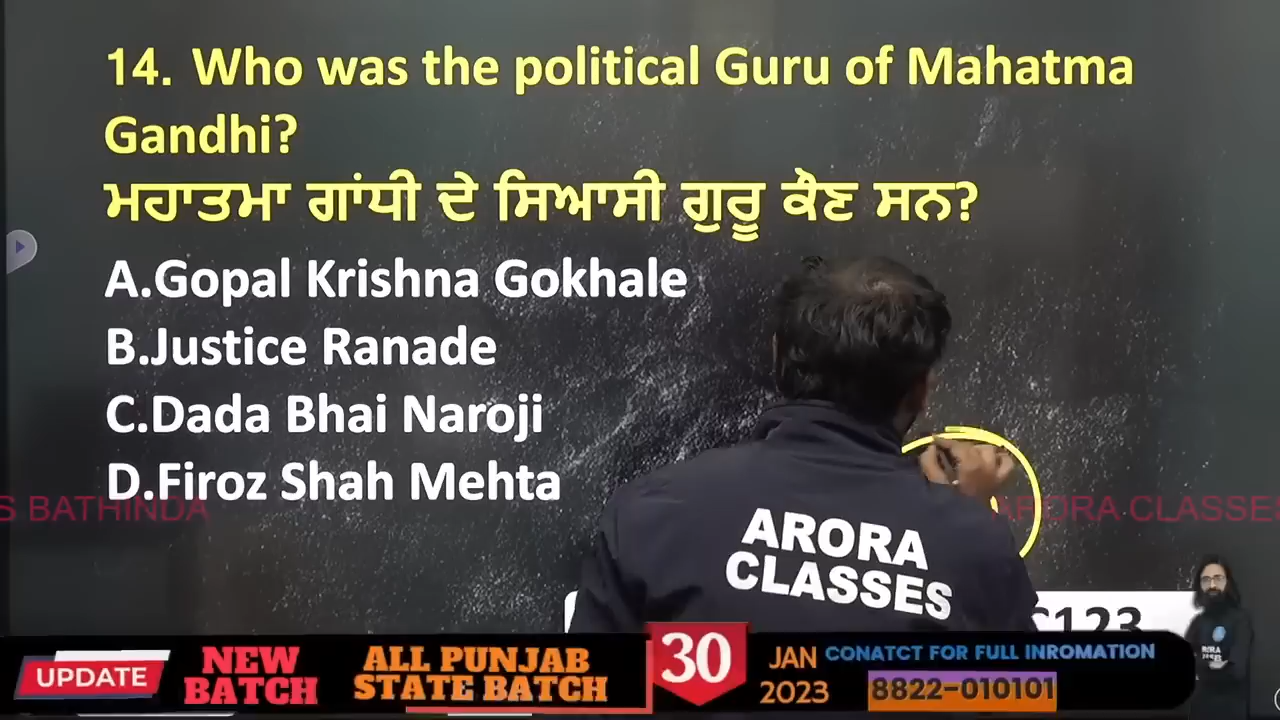 14. Who was the political Guru of Mahatma
Gandhi?
ਮਹਾਤਮਾ ਗਾਂਧੀ ਦੇ ਸਿਆਸੀ ਗੁਰੂ ਕੌਣ ਸਨ?
A.Gopal Krishna Gokhale
B.Justice Ranade
C.Dada Bhai Naroji
D.Firoz Shah Mehta
S BATHINDA
ARORA CLASSES
ARORA
CLASSES
UPDATE
NEW
BATCH
ALL PUNJAB
STATE BATCH
30
JAN
2023
CONATCT FOR FULL INROMATION
8822-010101